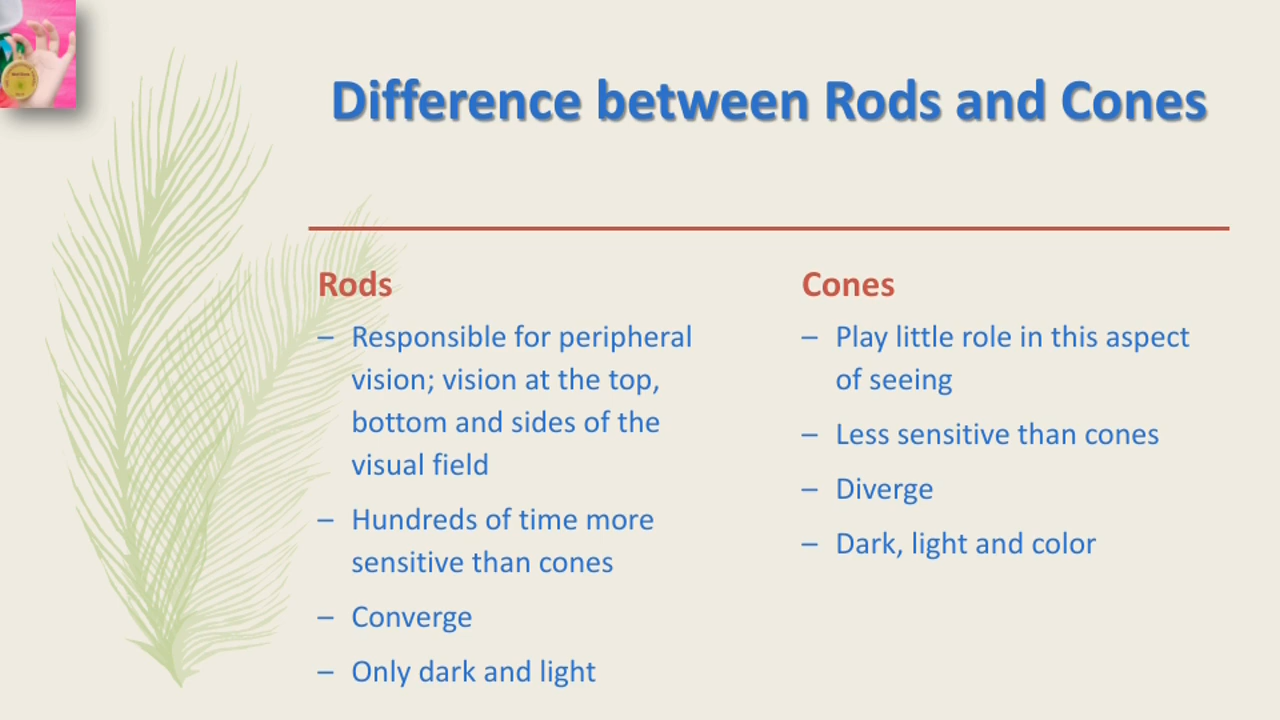 Difference between Rods and Cones
Rods
– Responsible for peripheral
vision; vision at the top,
bottom and sides of the
visual field
– Hundreds of time more
sensitive than cones
– Converge
– Only dark and light
Cones
– Play little role in this aspect
of seeing
– Less sensitive than cones
– Diverge
– Dark, light and color